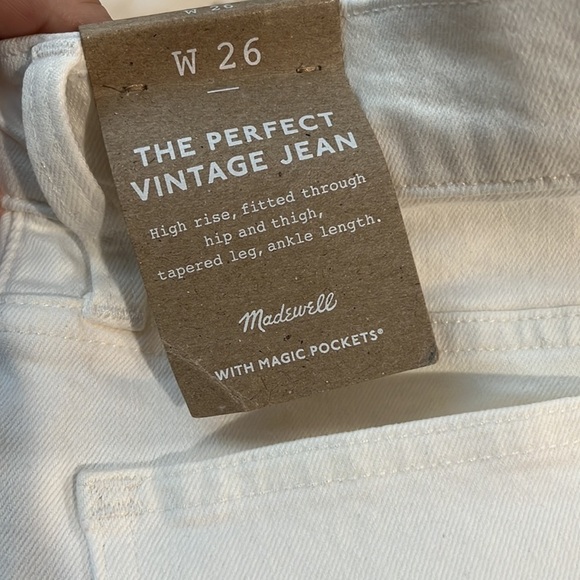 W 26
W 26
THE PERFECT
VINTAGE JEAN
High rise, fitted through
hip and thigh,
tapered leg, ankle length.
Madewell
WITH MAGIC POCKETS®